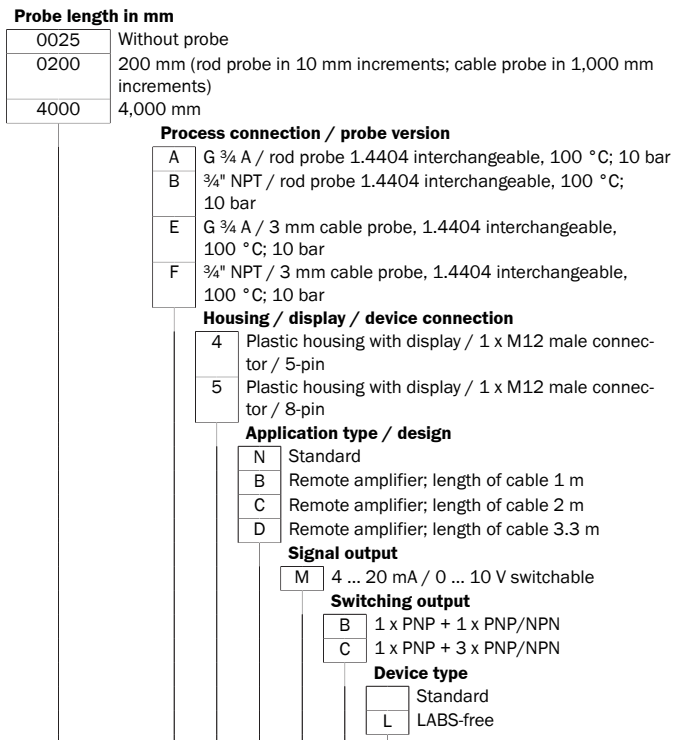 Probe length in mm
0025 Without probe
0200 200 mm (rod probe in 10 mm increments; cable probe in 1,000 mm
increments)
4000 4,000 mm
Process connection / probe version
A G ¾ A / rod probe 1.4404 interchangeable, 100 °C; 10 bar
B ¾" NPT / rod probe 1.4404 interchangeable, 100 °C;
10 bar
E G ¾ A / 3 mm cable probe, 1.4404 interchangeable,
100 °C; 10 bar
F ¾" NPT / 3 mm cable probe, 1.4404 interchangeable,
100 °C; 10 bar
Housing / display / device connection
4 Plastic housing with display / 1 x M12 male connec-
tor / 5-pin
5 Plastic housing with display / 1 x M12 male connec-
tor / 8-pin
Application type / design
N Standard
B Remote amplifier; length of cable 1 m
C Remote amplifier; length of cable 2 m
D Remote amplifier; length of cable 3.3 m
Signal output
M 4 ... 20 mA / 0 ... 10 V switchable
Switching output
B 1 x PNP + 1 x PNP/NPN
C 1 x PNP + 3 x PNP/NPN
Device type
Standard
L LABS-free